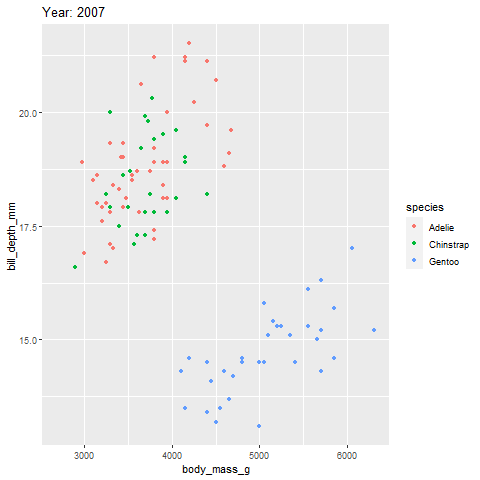 Year: 2007
bill_depth_mm
20.0
17.5
15.0
3000 4000 5000 6000
body_mass_g
species
Adelie
Chinstrap
Gentoo